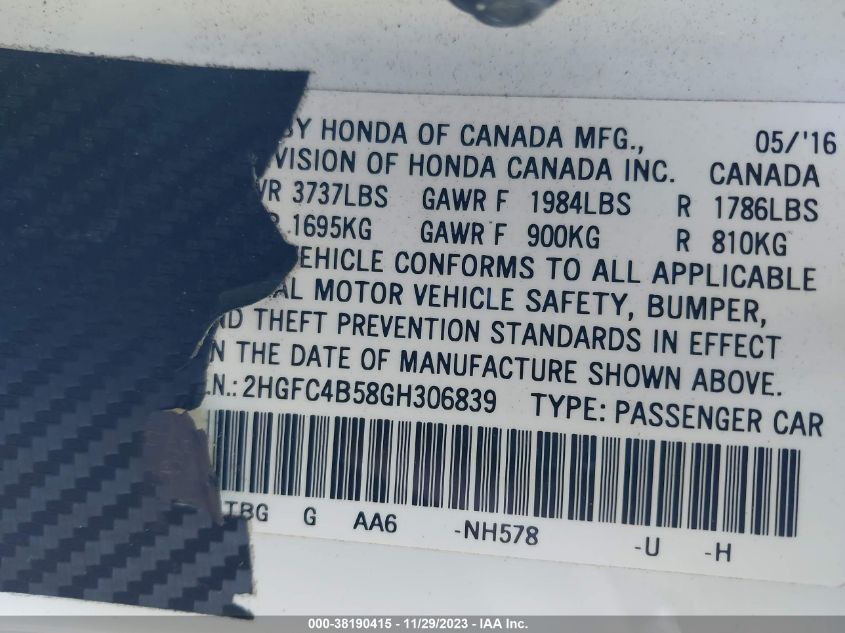 BY HONDA OF CANADA MFG., 05/'16
VISION OF HONDA CANADA INC. CANADA
VR 3737LBS GAWR F 1984LBS R 1786LBS
1695KG GAWR F 900KG R 810KG
EHICLE CONFORMS TO ALL APPLICABLE
AL MOTOR VEHICLE SAFETY, BUMPER,
ND THEFT PREVENTION STANDARDS IN EFFECT
N THE DATE OF MANUFACTURE SHOWN ABOVE.
.N.: 2HGFC4B58GH306839 TYPE: PASSENGER CAR
TBG G AA6 -NH578 -U -H
000-38190415 - 11/29/2023 - IAA Inc.